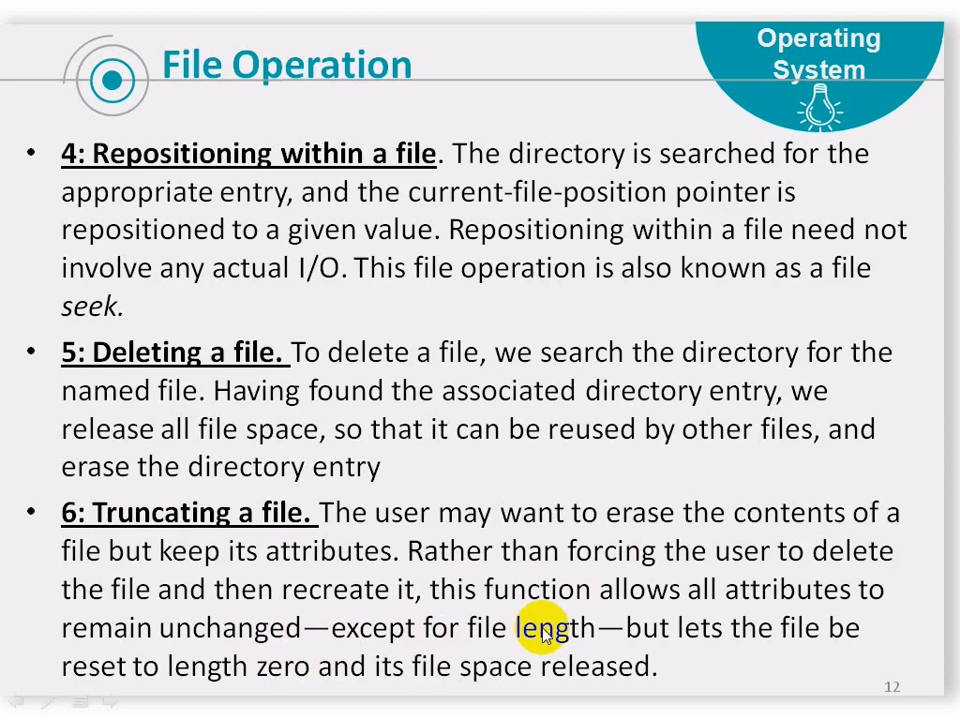 File Operation
Operating
System
• 4: Repositioning within a file. The directory is searched for the
appropriate entry, and the current-file-position pointer is
repositioned to a given value. Repositioning within a file need not
involve any actual I/O. This file operation is also known as a file
seek.
• 5: Deleting a file. To delete a file, we search the directory for the
named file. Having found the associated directory entry, we
release all file space, so that it can be reused by other files, and
erase the directory entry
• 6: Truncating a file. The user may want to erase the contents of a
file but keep its attributes. Rather than forcing the user to delete
the file and then recreate it, this function allows all attributes to
remain unchanged—except for file length—but lets the file be
reset to length zero and its file space released.
12